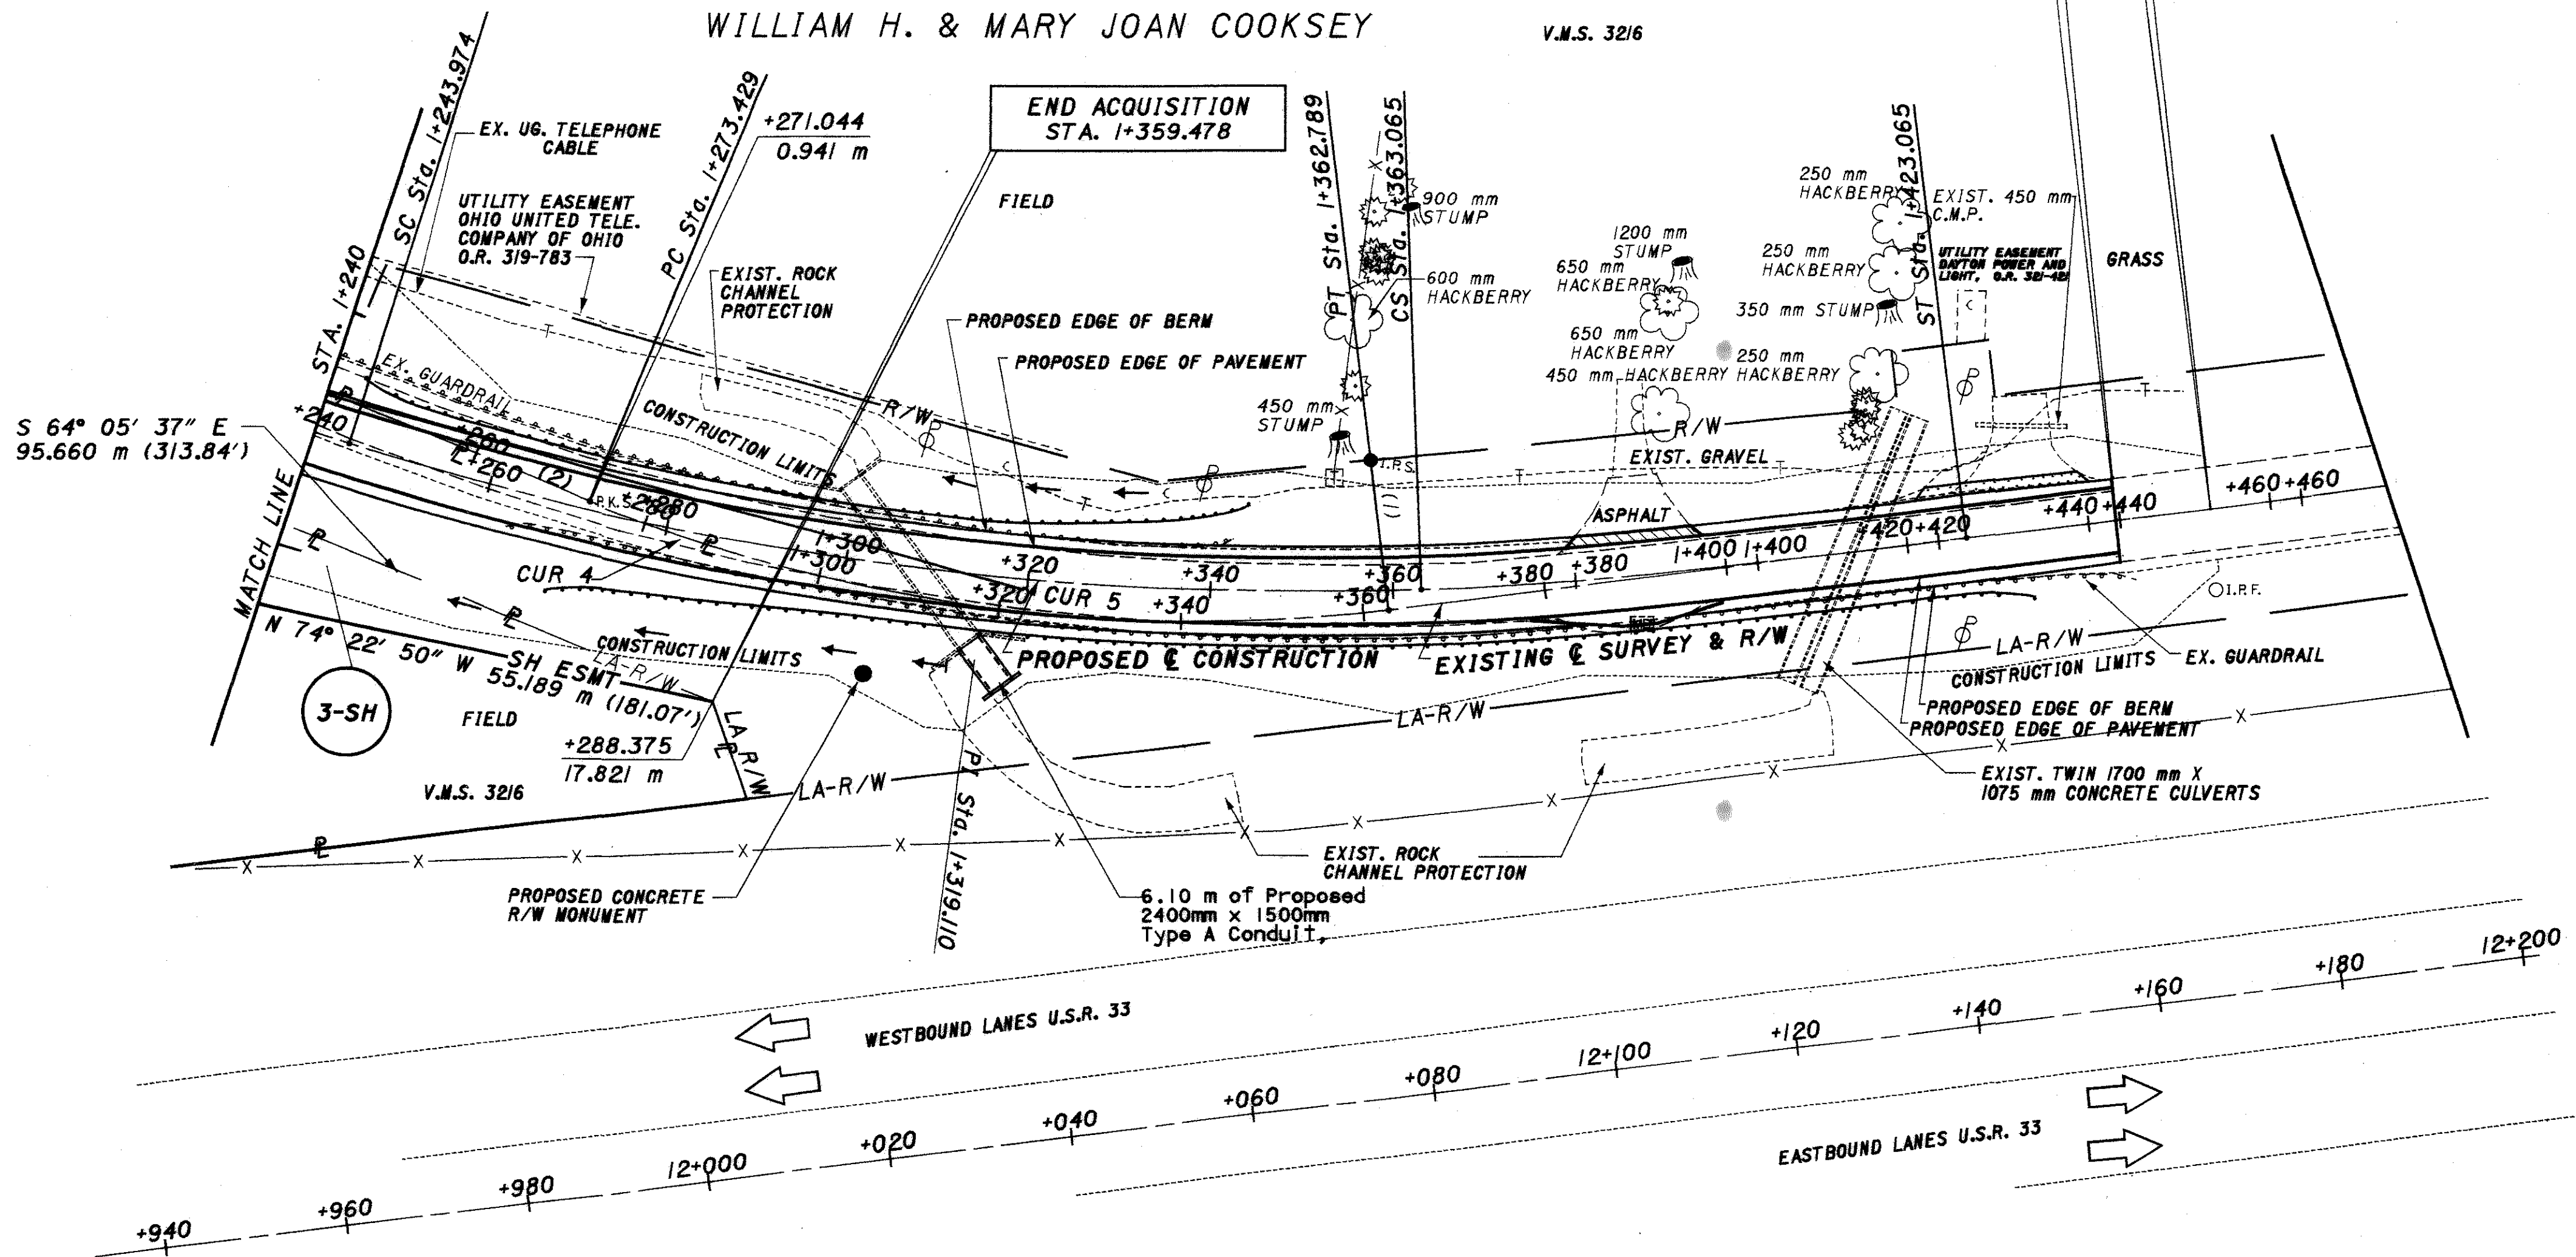 WILLIAM H. & MARY JOAN COOKSEY
V.M.S. 3216
STA. 1+240
SC Sta. 1+243.974
EX. UG. TELEPHONE
CABLE
UTILITY EASEMENT
OHIO UNITED TELE.
COMPANY OF OHIO
O.R. 319-783
PC Sta. 1+273.429
+271.044
0.941 m
END ACQUISITION
STA. 1+359.478
FIELD
EXIST. ROCK
CHANNEL
PROTECTION
PROPOSED EDGE OF BERM
PROPOSED EDGE OF PAVEMENT
PT Sta. 1+362.789
CS Sta. 1+363.065
900 mm
STUMP
600 mm
HACKBERRY
450 mm
STUMP
1200 mm
STUMP
650 mm
HACKBERRY
650 mm
HACKBERRY
450 mm HACKBERRY
250 mm
HACKBERRY
250 mm
HACKBERRY
250 mm
HACKBERRY
350 mm STUMP
ST Sta. 1+423.065
EXIST. 450 mm
C.M.P.
UTILITY EASEMENT
DAYTON POWER AND
LIGHT, O.R. 321-421
GRASS
EX. GUARDRAIL
CONSTRUCTION LIMITS
R/W
T
C
T
C
I.P.S.
(1)
T
R/W
EXIST. GRAVEL
T
C
T
ASPHALT
S 64° 05' 37" E
95.660 m (313.84')
MATCH LINE
+240
+260
+260
(2)
P.K.S.
+280
+280
1+300
1+300
+320
+320
+340
+340
+360
+360
+380
+380
1+400
1+400
+420
+420
+440
+440
+460
+460
CUR 4
CUR 5
PROPOSED ℄ CONSTRUCTION
EXISTING ℄ SURVEY & R/W
I.P.F.
N 74° 22' 50" W
55.189 m (181.07')
SH ESMT
LA-R/W
CONSTRUCTION LIMITS
LA R/W
LA-R/W
LA-R/W
LA-R/W
CONSTRUCTION LIMITS
EX. GUARDRAIL
PROPOSED EDGE OF BERM
PROPOSED EDGE OF PAVEMENT
3-SH
FIELD
+288.375
17.821 m
V.M.S. 3216
PI Sta. 1+319.110
EXIST. TWIN 1700 mm X
1075 mm CONCRETE CULVERTS
EXIST. ROCK
CHANNEL PROTECTION
PROPOSED CONCRETE
R/W MONUMENT
6.10 m of Proposed
2400mm x 1500mm
Type A Conduit,
X X X X X X X X X X X X X
WESTBOUND LANES U.S.R. 33
EASTBOUND LANES U.S.R. 33
+940
+960
+980
12+000
+020
+040
+060
+080
12+100
+120
+140
+160
+180
12+200